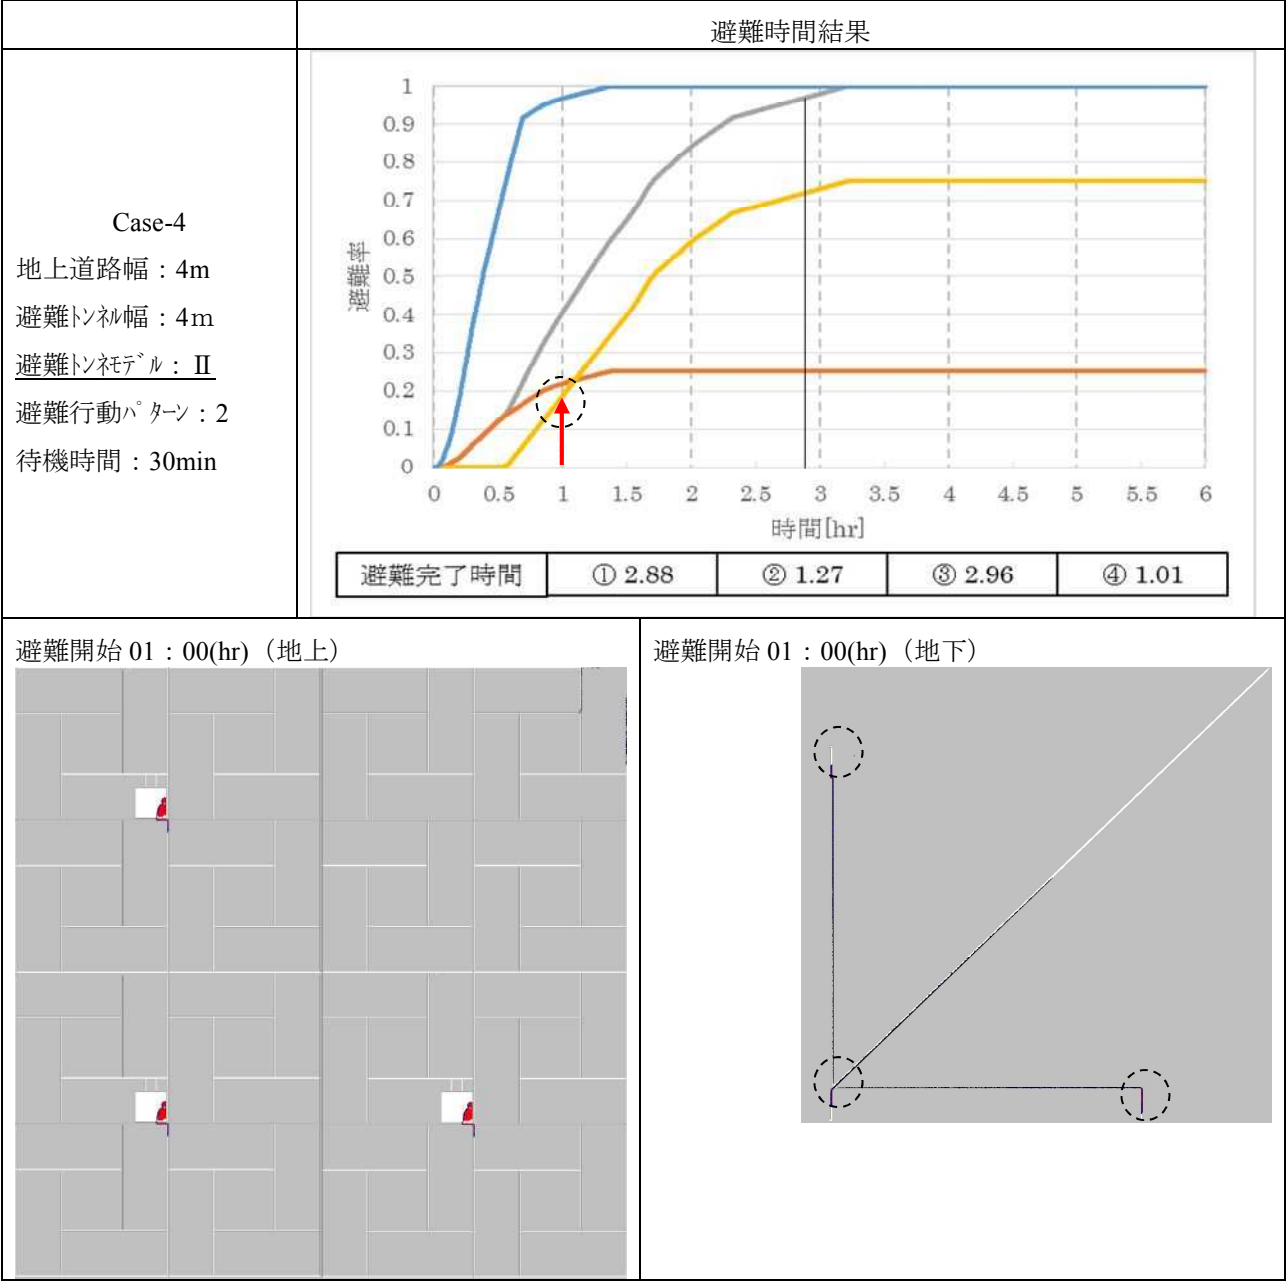 避難時間結果
Case-4
地上道路幅：4m
避難ﾄﾝﾈﾙ幅：4ｍ
避難ﾄﾝﾈﾓﾃﾞﾙ：Ⅱ
避難行動ﾊﾟﾀｰﾝ：2
待機時間：30min
避難率
1
0.9
0.8
0.7
0.6
0.5
0.4
0.3
0.2
0.1
0
0 0.5 1 1.5 2 2.5 3 3.5 4 4.5 5 5.5 6
時間[hr]
避難完了時間 ① 2.88 ② 1.27 ③ 2.96 ④ 1.01
避難開始 01：00(hr)（地上）
避難開始 01：00(hr)（地下）